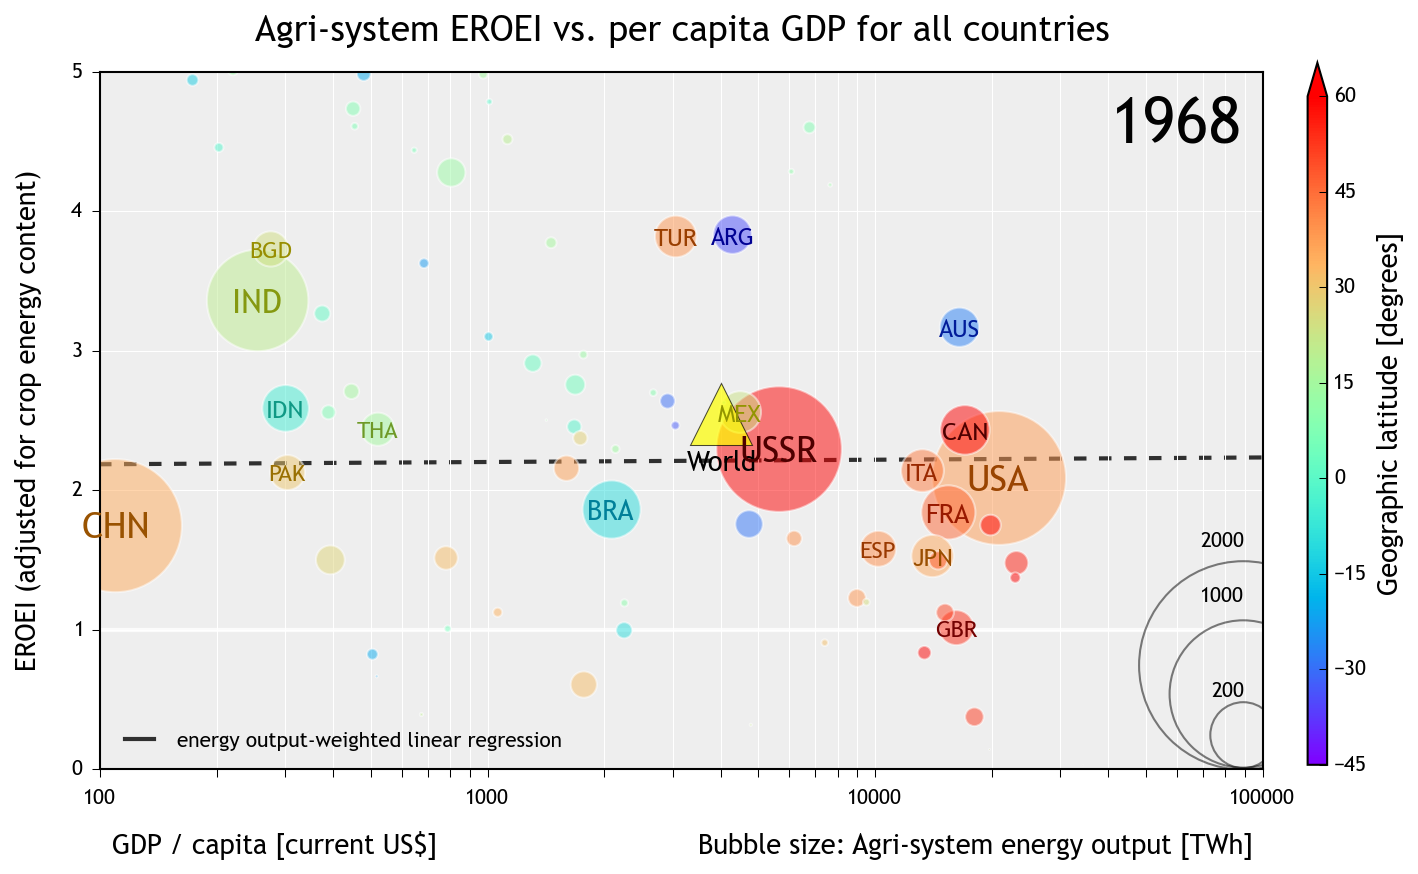 Agri-system EROEI vs. per capita GDP for all countries
1968
EROEI (adjusted for crop energy content)
5
4
3
2
1
0
BGD
IND
TUR
ARG
AUS
IDN
THA
MEX
USSR
World
CAN
PAK
ITA
USA
BRA
FRA
CHN
ESP
JPN
GBR
2000
1000
200
energy output-weighted linear regression
100
1000
10000
100000
GDP / capita [current US$]
Bubble size: Agri-system energy output [TWh]
60
45
30
15
0
−15
−30
−45
Geographic latitude [degrees]